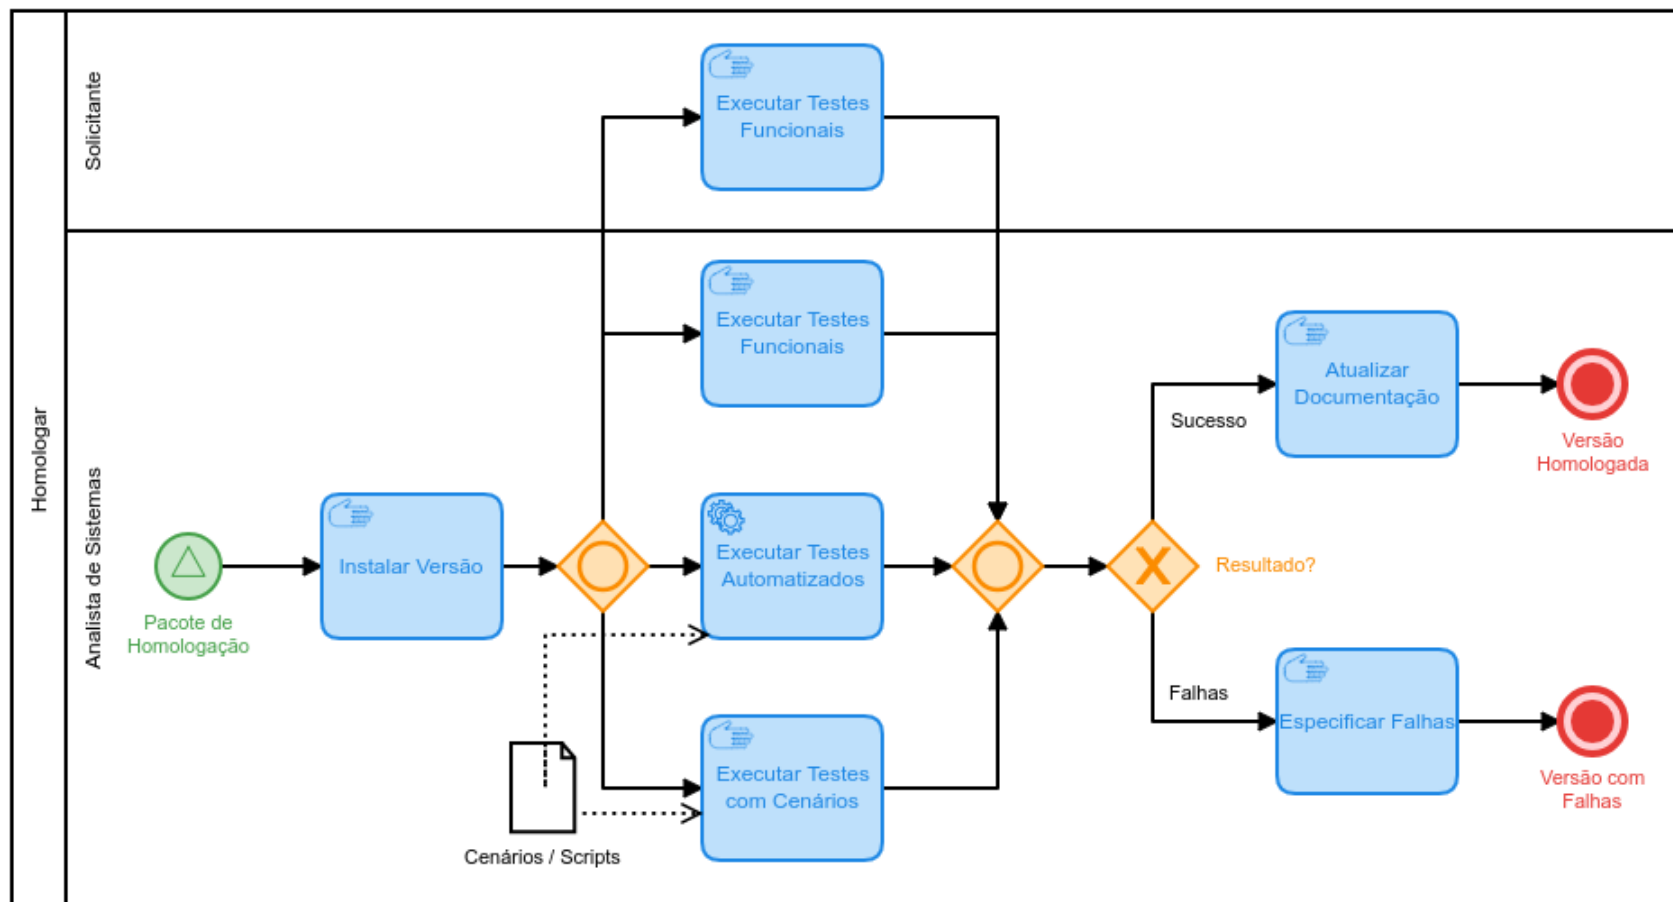 Homologar
Solicitante
Executar Testes
Funcionais
Analista de Sistemas
Executar Testes
Funcionais
Pacote de
Homologação
Instalar Versão
Executar Testes
Automatizados
Cenários / Scripts
Executar Testes
com Cenários
X
Resultado?
Sucesso
Atualizar
Documentação
Versão
Homologada
Falhas
Especificar Falhas
Versão com
Falhas